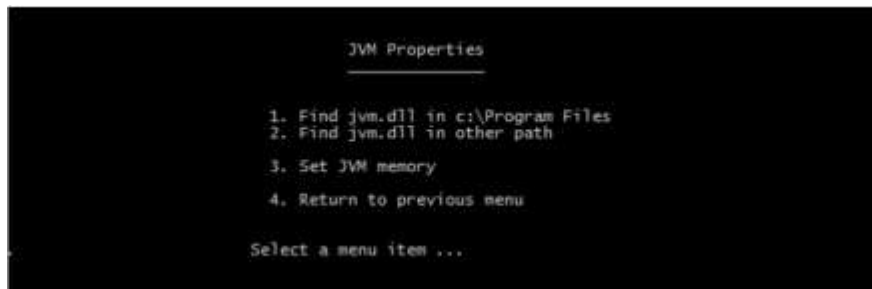 JVM Properties
1. Find jvm.dll in c:\Program Files
2. Find jvm.dll in other path
3. Set JVM memory
4. Return to previous menu
Select a menu item ...